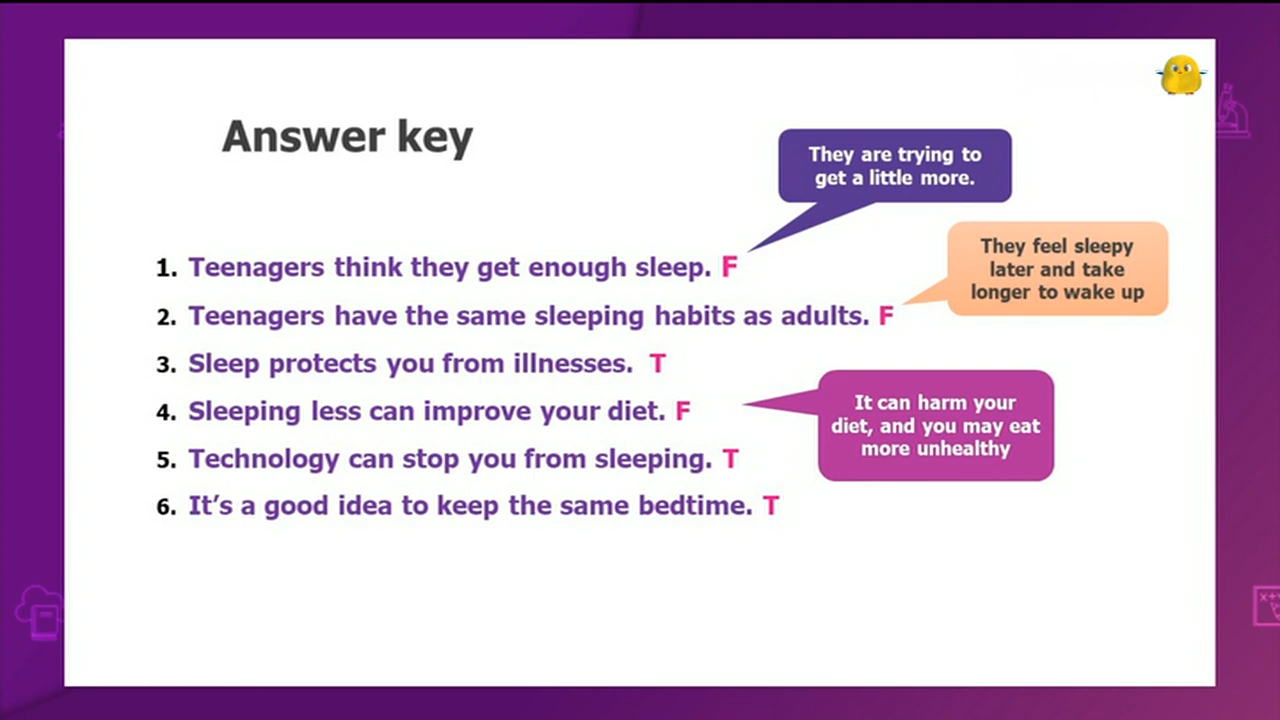 Answer key
They are trying to
get a little more.
1. Teenagers think they get enough sleep. F
They feel sleepy
later and take
longer to wake up
2. Teenagers have the same sleeping habits as adults. F
3. Sleep protects you from illnesses. T
4. Sleeping less can improve your diet. F
It can harm your
diet, and you may eat
more unhealthy
5. Technology can stop you from sleeping. T
6. It’s a good idea to keep the same bedtime. T